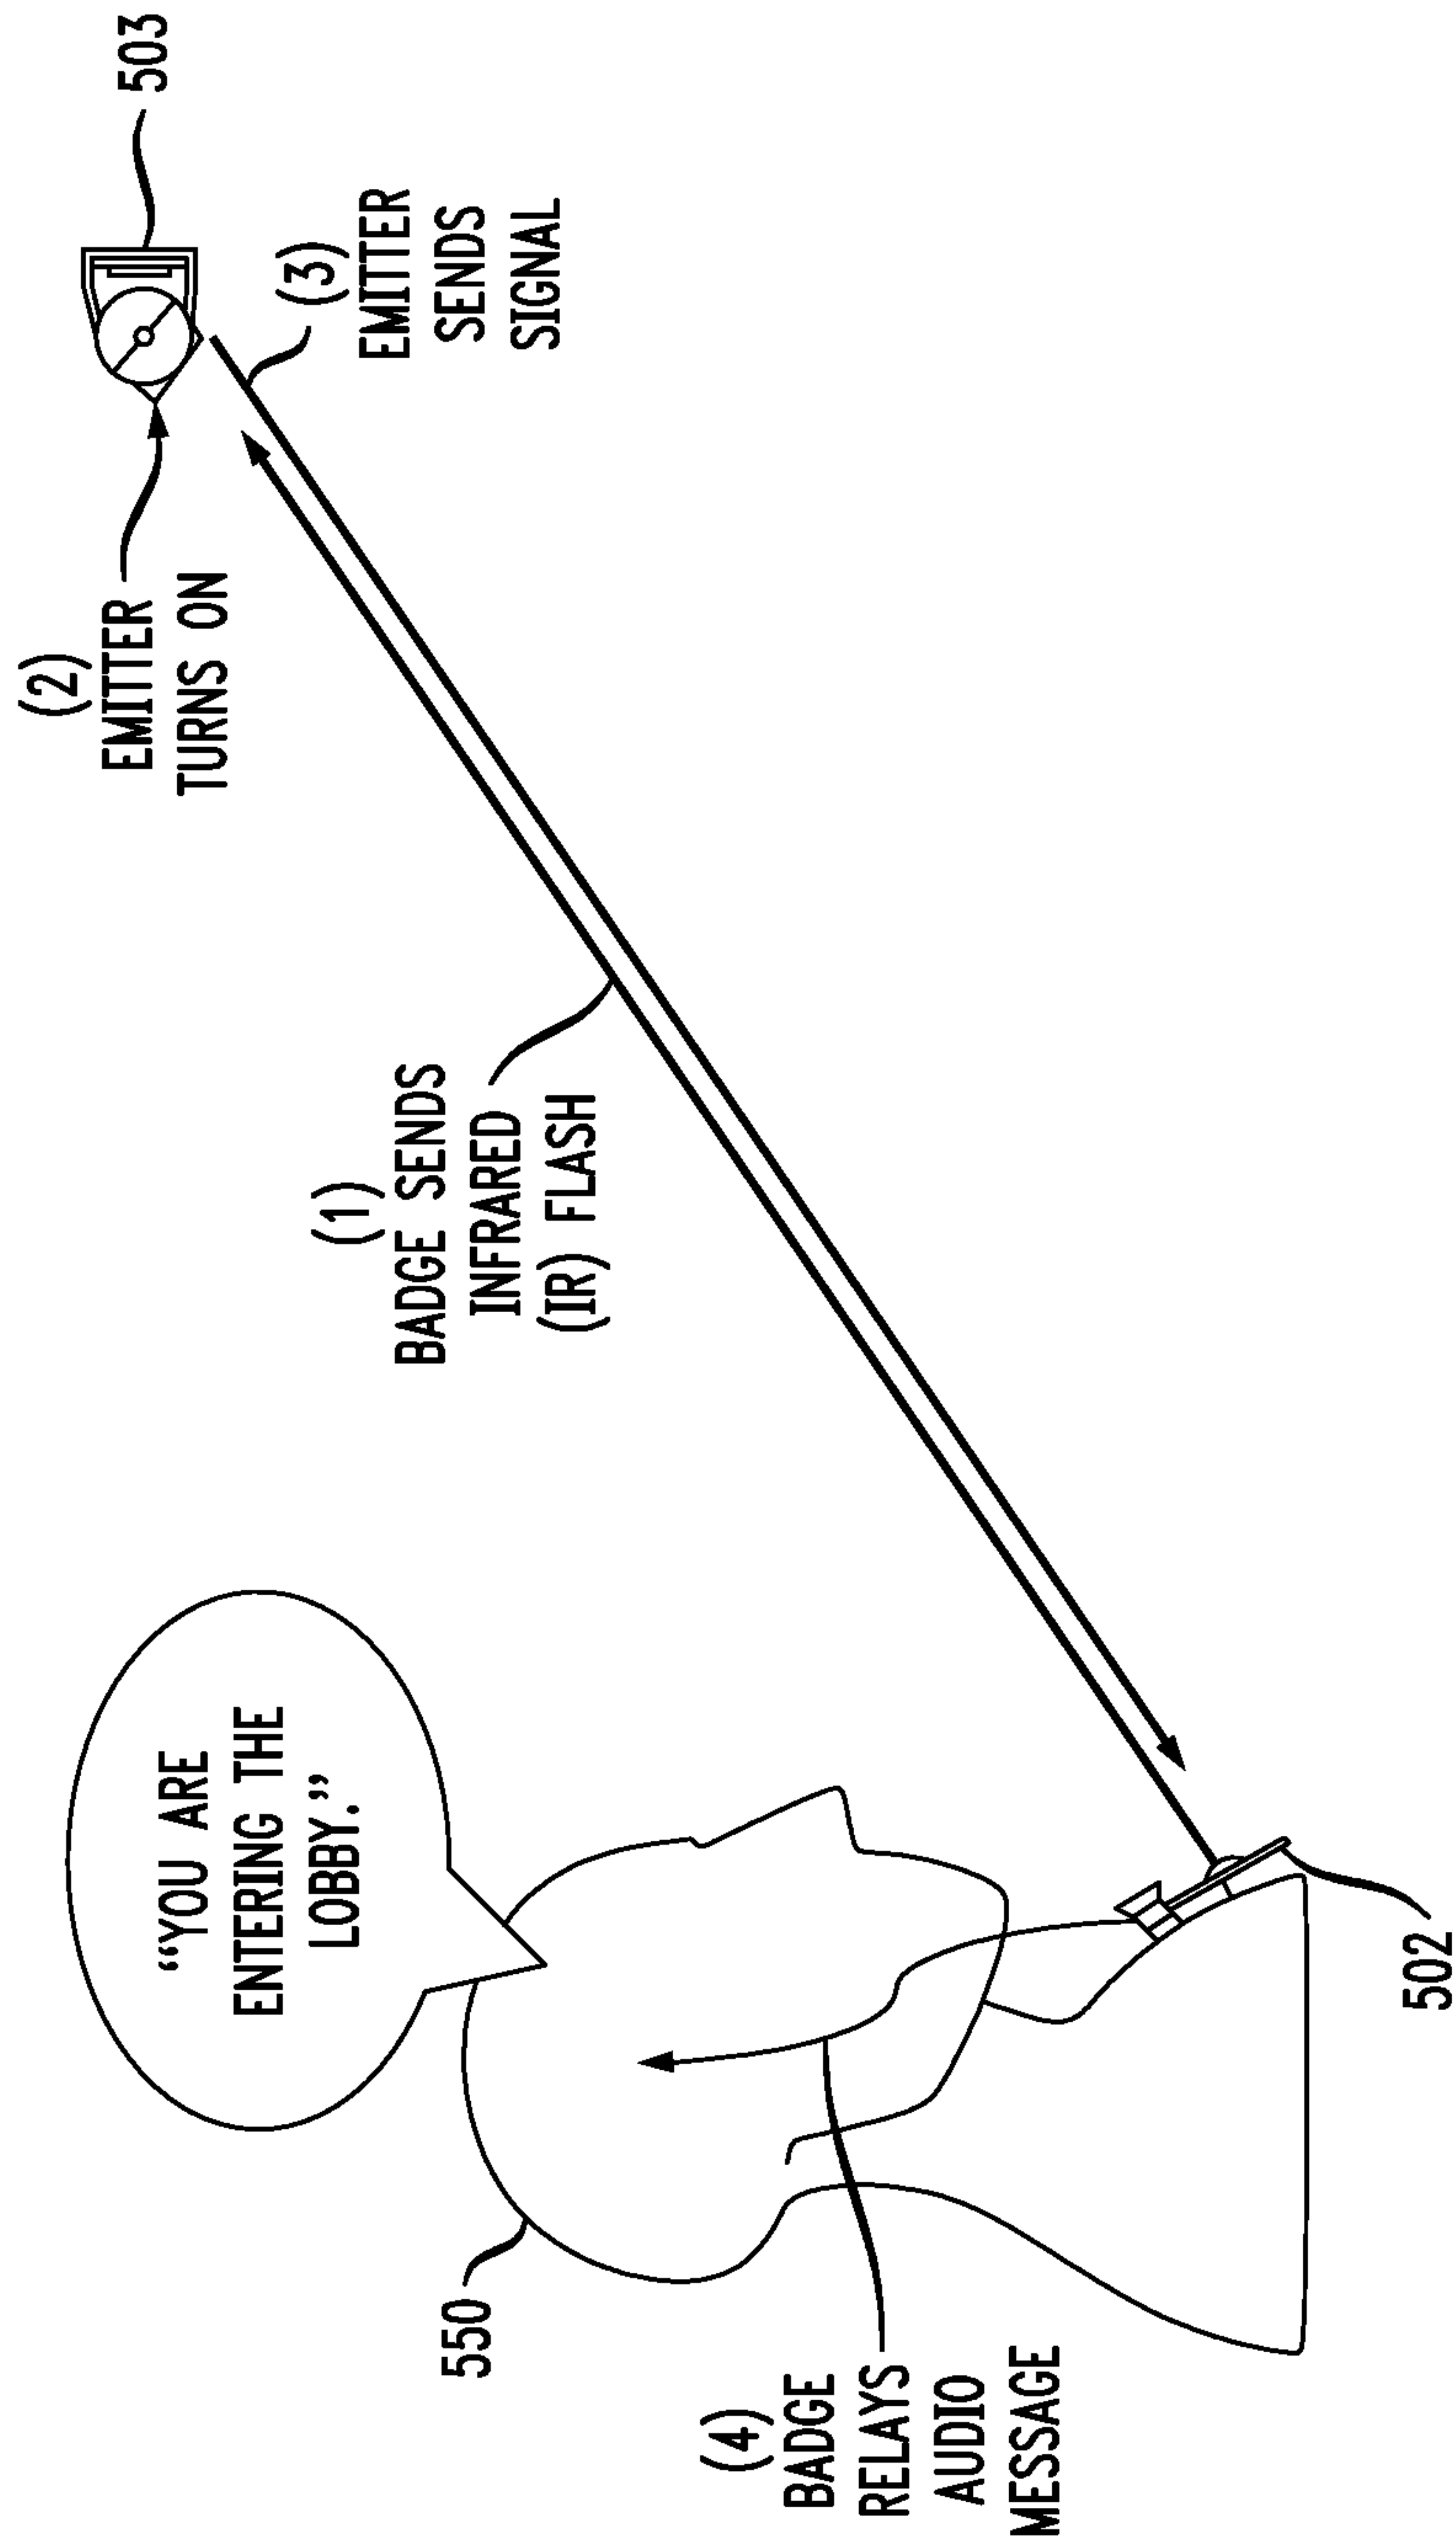 “YOU ARE
ENTERING THE
LOBBY.”
550
(4)
BADGE
RELAYS
AUDIO
MESSAGE
502
(1)
BADGE SENDS
INFRARED
(IR) FLASH
(2)
EMITTER
TURNS ON
(3)
EMITTER
SENDS
SIGNAL
503